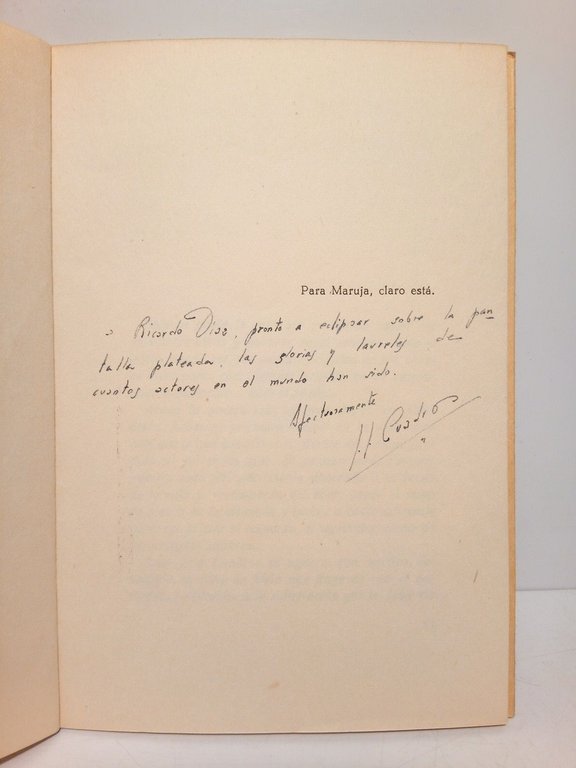 Para Maruja, claro está.
a Ricardo Díaz, pronto a eclipsar sobre la pan
talla plateada, las glorias y laureles de
cuantos actores en el mundo han sido.
Afectuosamente